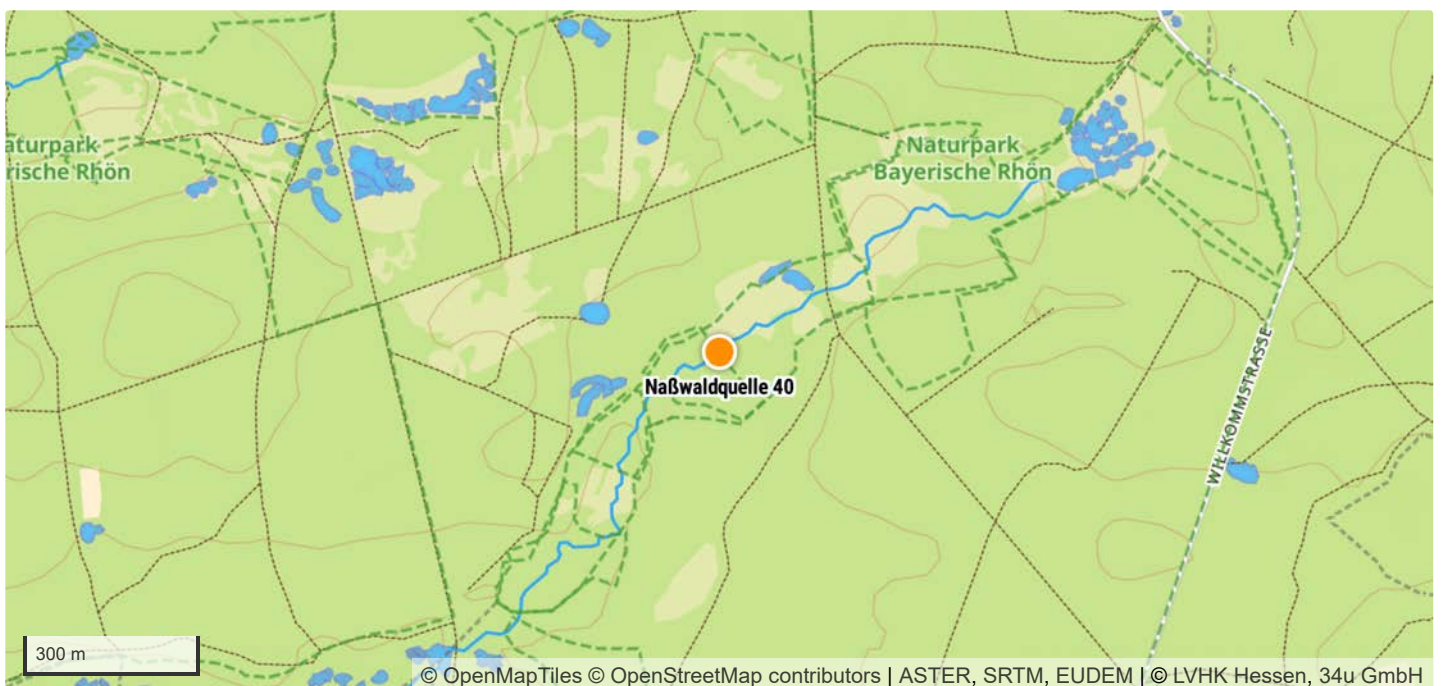 Naturpark
Bayerische Rhön
aturpark
rische Rhön
Naßwaldquelle 40
WILLKOMMSTRASSE
300 m
© OpenMapTiles © OpenStreetMap contributors | ASTER, SRTM, EUDEM | © LVHK Hessen, 34u GmbH